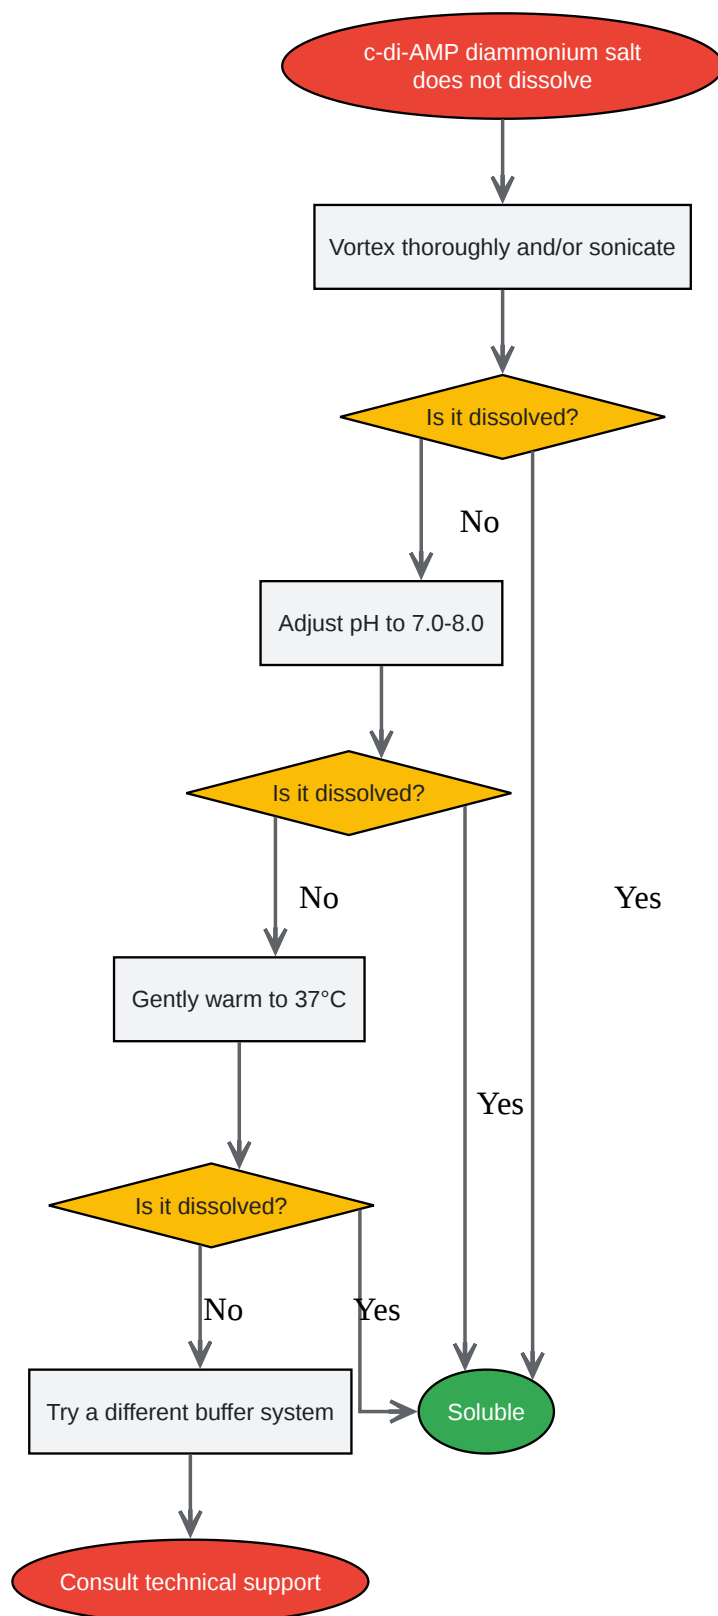 c-di-AMP diammonium salt
does not dissolve
Vortex thoroughly and/or sonicate
Is it dissolved?
No
Adjust pH to 7.0-8.0
Is it dissolved?
No
Yes
Gently warm to 37°C
Yes
Is it dissolved?
No
Yes
Try a different buffer system
Soluble
Consult technical support